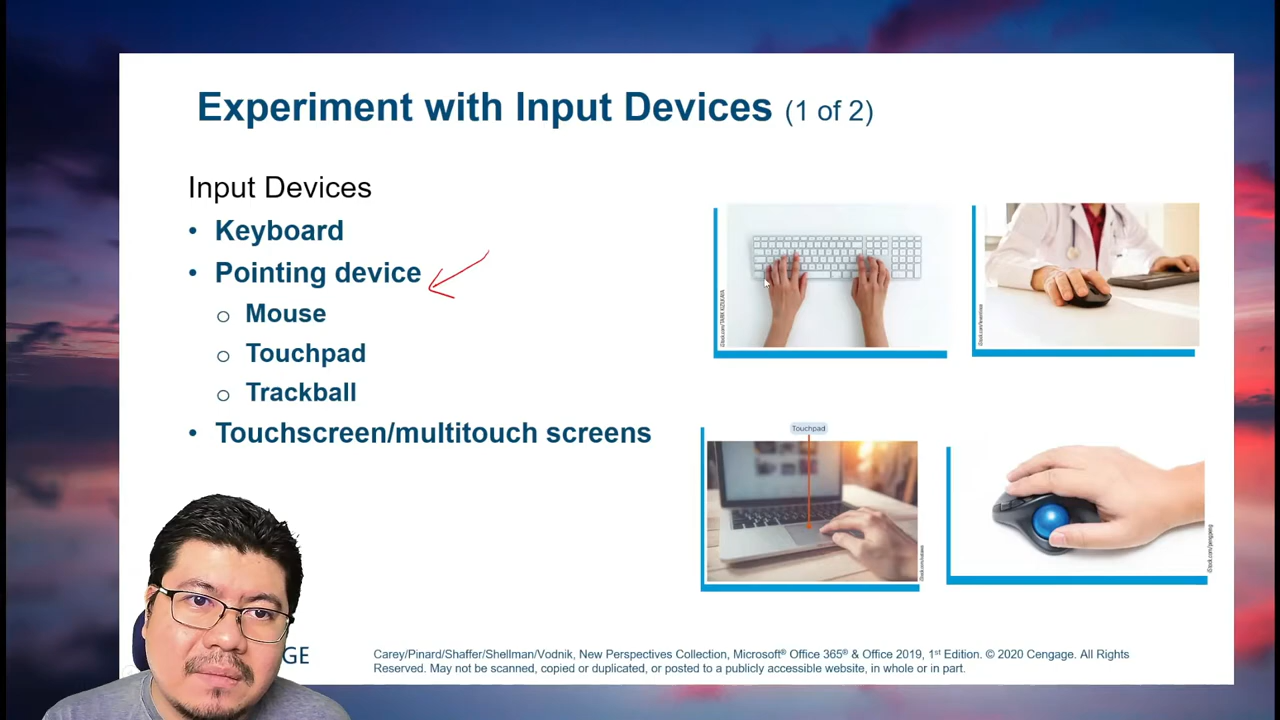 Experiment with Input Devices (1 of 2)
Input Devices
• Keyboard
• Pointing device
o Mouse
o Touchpad
o Trackball
• Touchscreen/multitouch screens
Touchpad
GE
Carey/Pinard/Shaffer/Shellman/Vodnik, New Perspectives Collection, Microsoft® Office 365® & Office 2019, 1st Edition. © 2020 Cengage. All Rights
Reserved. May not be scanned, copied or duplicated, or posted to a publicly accessible website, in whole or in part.